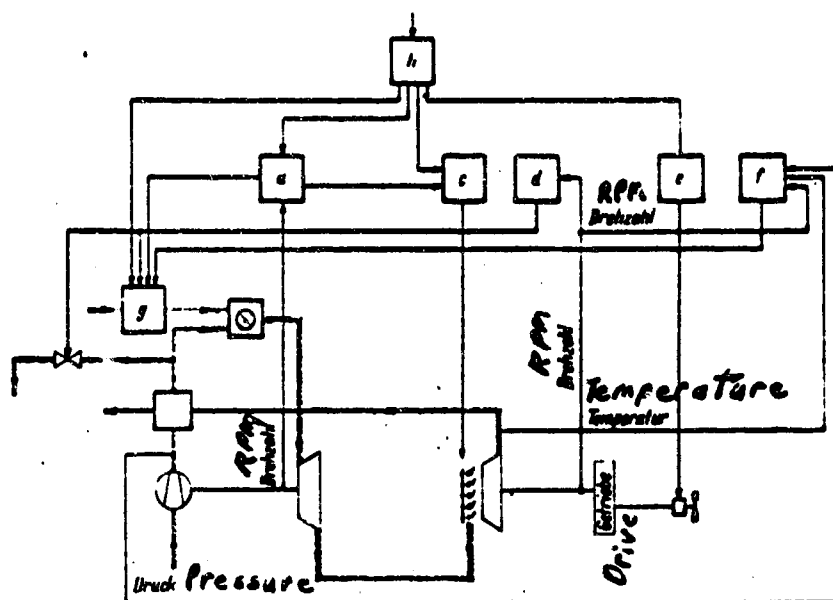 h
a
c
d
e
f
RPM
Drehzahl
g
RPM
Drehzahl
Temperature
Temperatur
RPM
Drehzahl
Getriebe
Drive
Druck Pressure